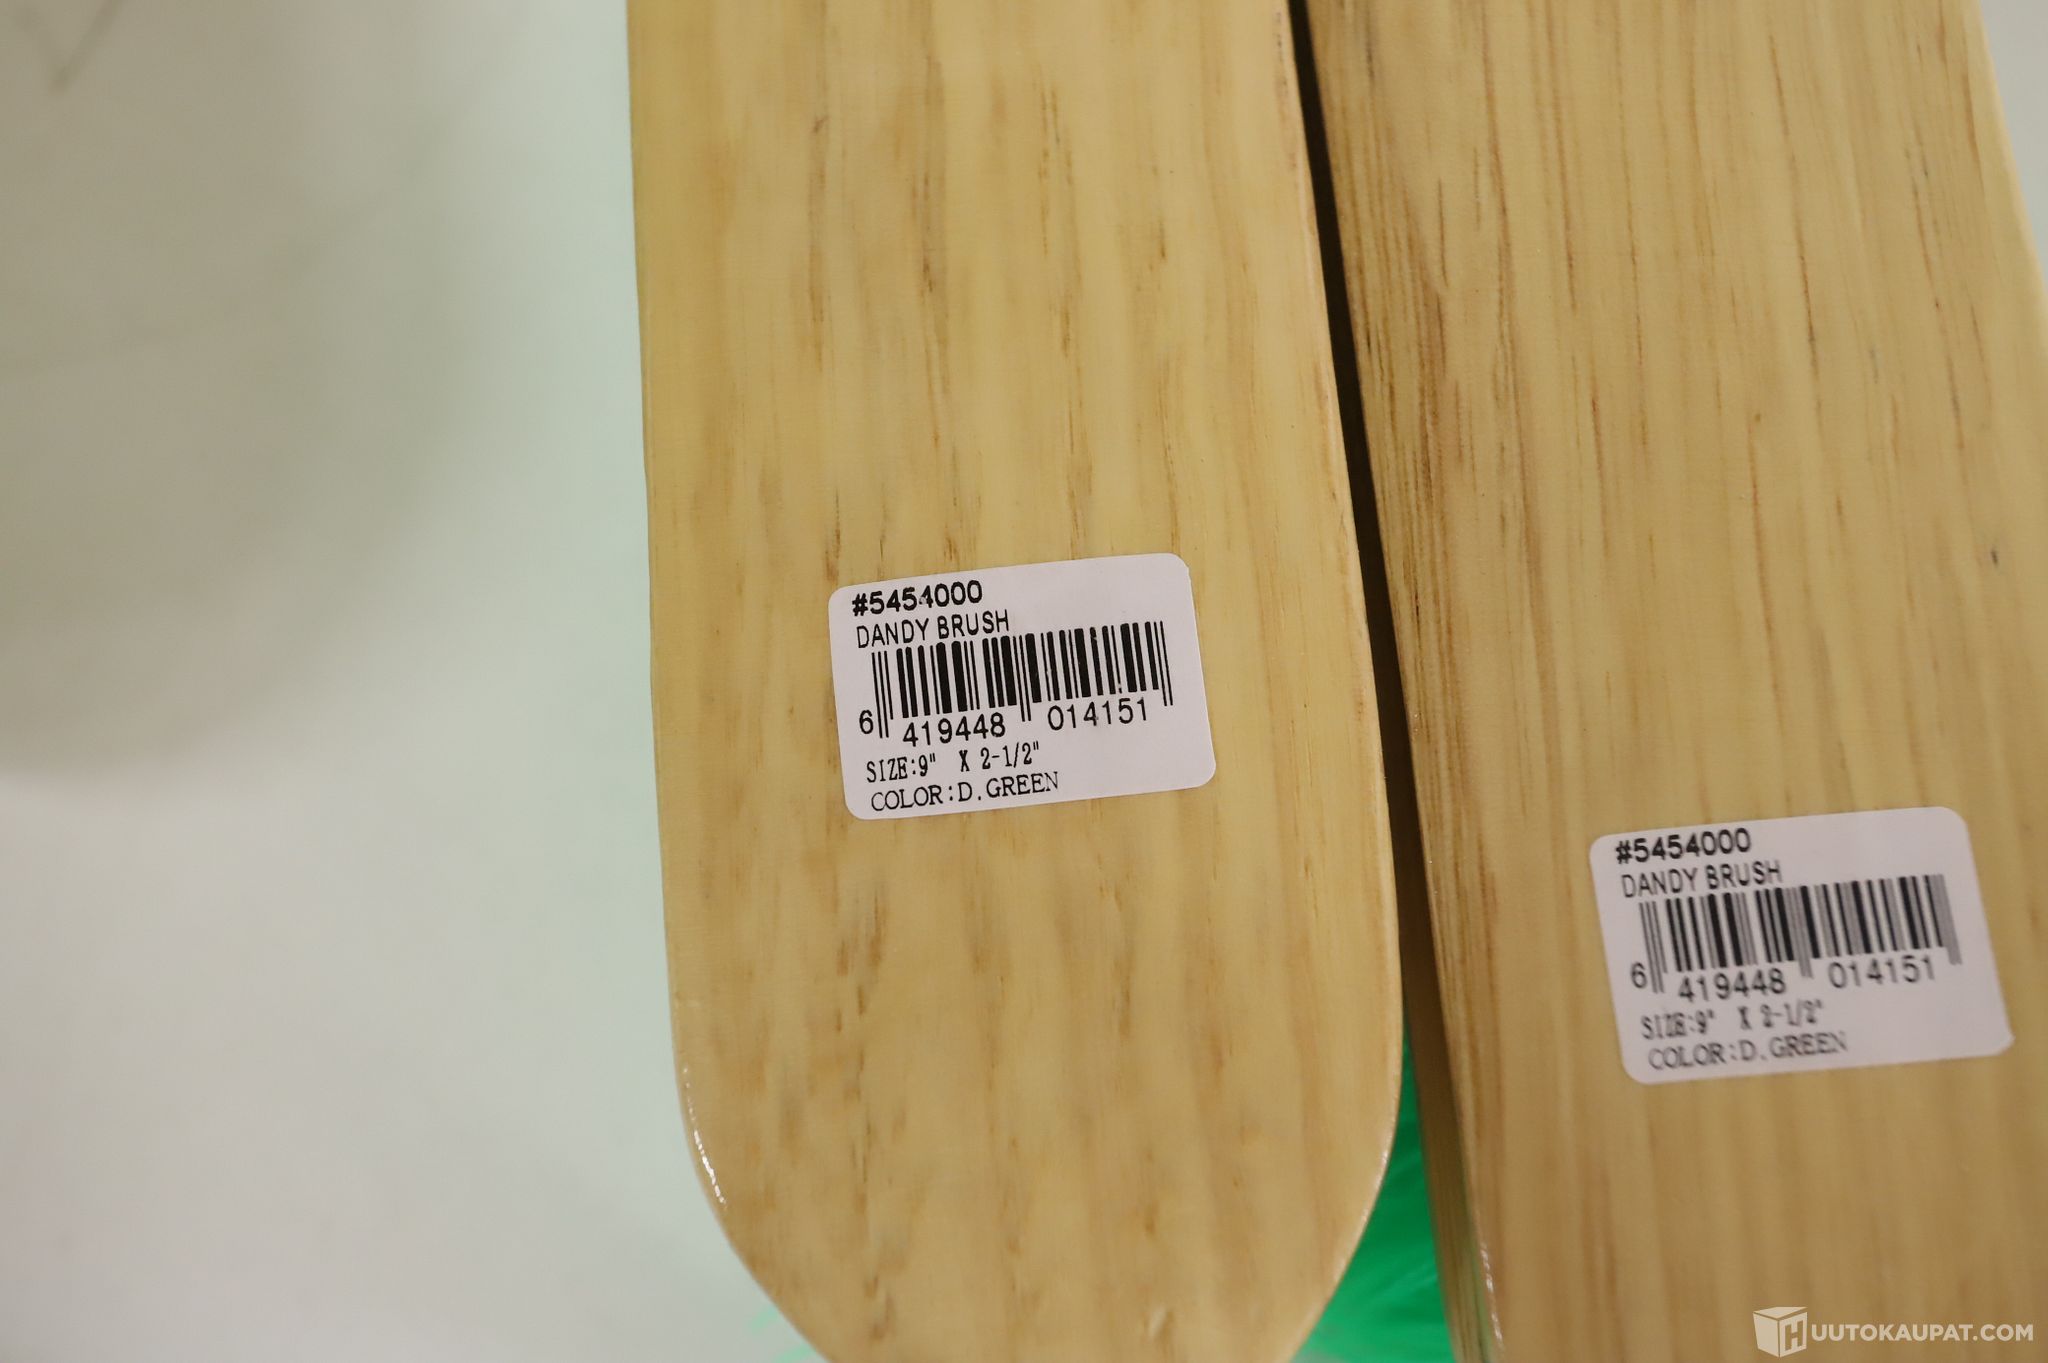 #5454000
DANDY BRUSH
6 419448 014151
SIZE:9" X 2-1/2"
COLOR:D.GREEN
#5454000
DANDY BRUSH
6 419448 014151
SIZE:9" X 2-1/2"
COLOR:D.GREEN
HUUTOKAUPAT.COM